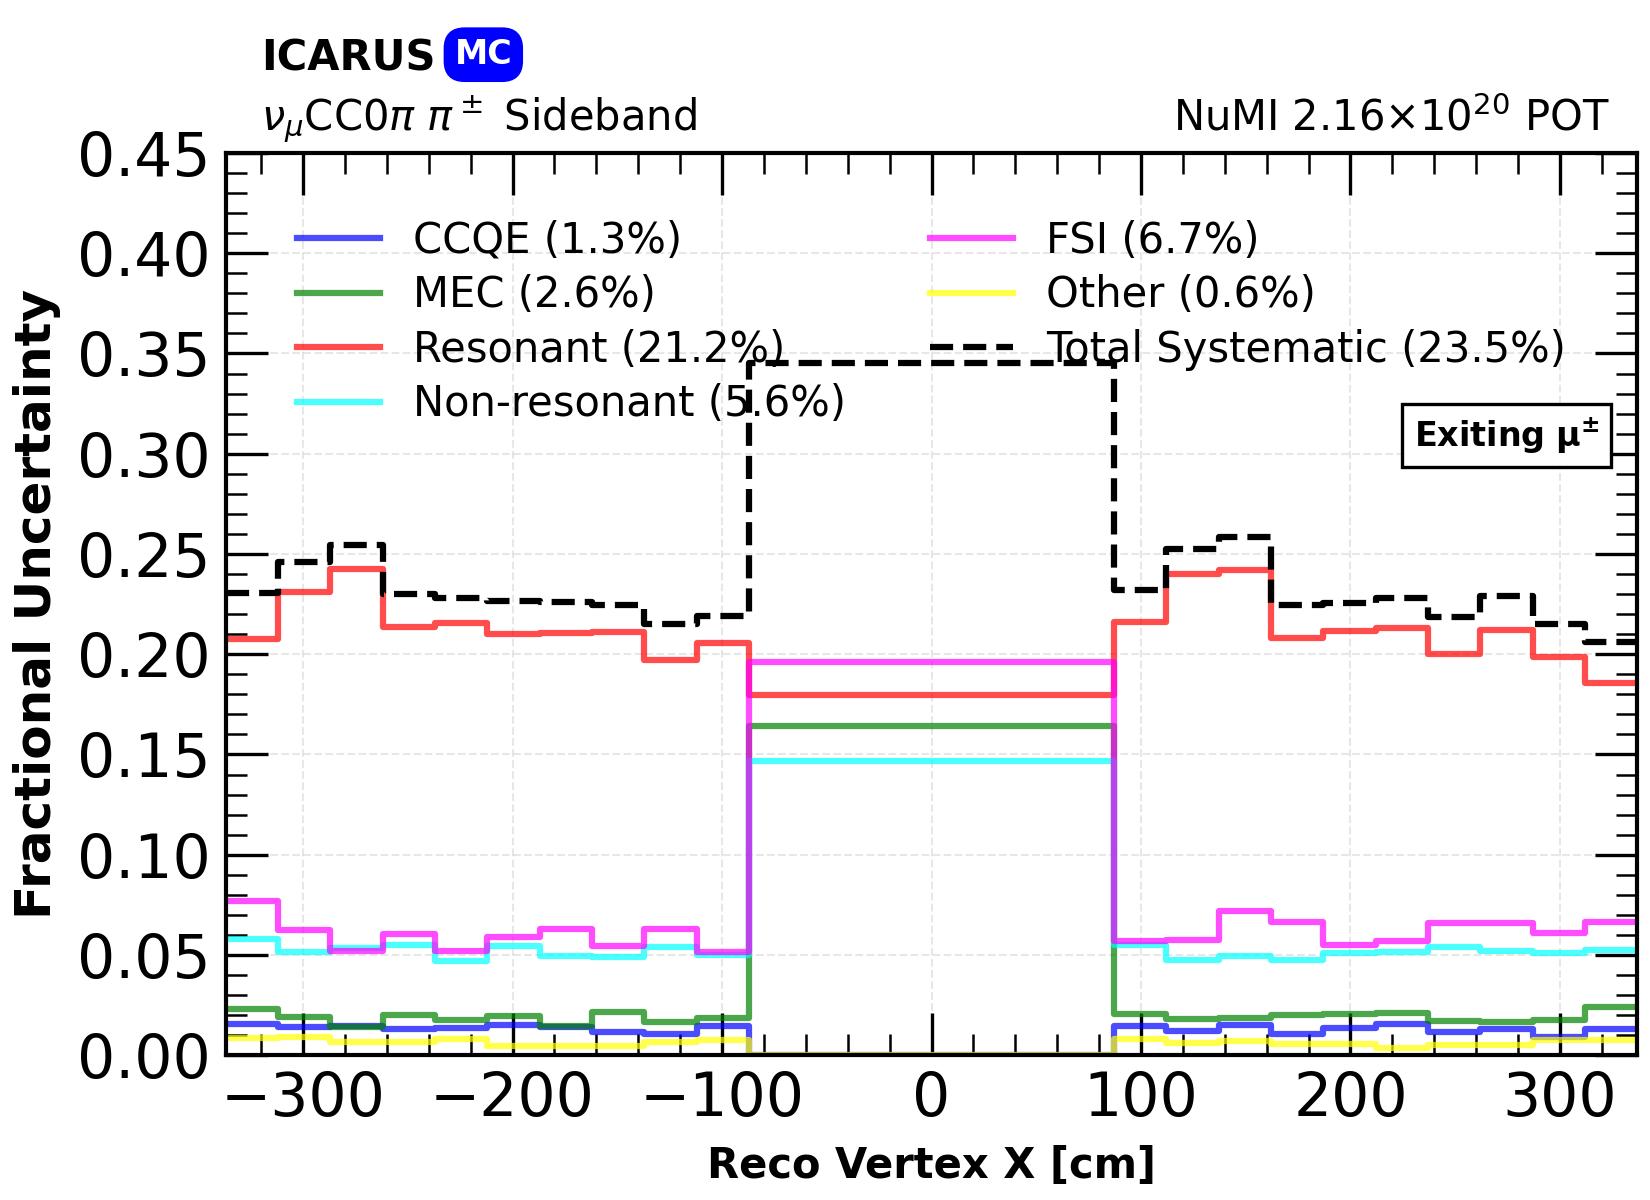 ICARUS MC
νμCC0π π± Sideband
NuMI 2.16×10²⁰ POT
0.45
0.40
0.35
0.30
0.25
0.20
0.15
0.10
0.05
0.00
Fractional Uncertainty
CCQE (1.3%)
MEC (2.6%)
Resonant (21.2%)
Non-resonant (5.6%)
FSI (6.7%)
Other (0.6%)
Total Systematic (23.5%)
Exiting μ±
−300 −200 −100 0 100 200 300
Reco Vertex X [cm]